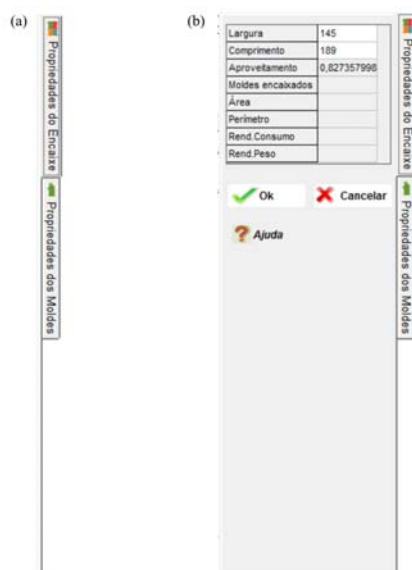 (a)
Propriedades do Encaixe
Propriedades dos Moldes
(b)
Largura 145
Comprimento 189
Aproveitamento 0,827357998
Moldes encaixados
Área
Perímetro
Rend.Consumo
Rend.Peso
Ok Cancelar
Ajuda
Propriedades do Encaixe
Propriedades dos Moldes